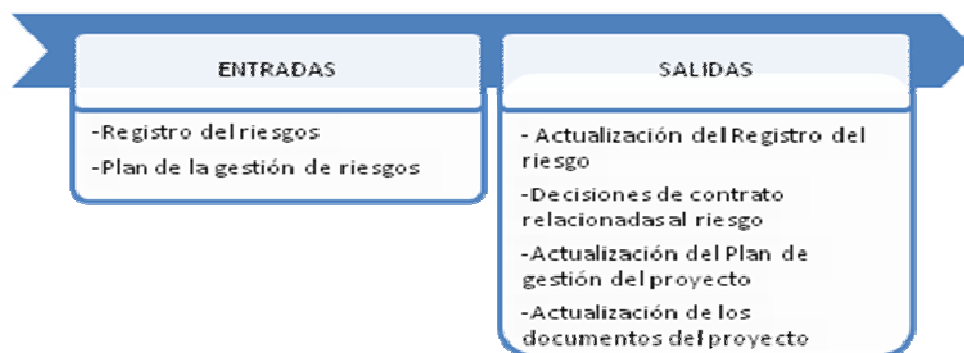 ENTRADAS
-Registro del riesgos
-Plan de la gestión de riesgos
SALIDAS
- Actualización del Registro del
riesgo
-Decisiones de contrato
relacionadas al riesgo
-Actualización del Plan de
gestión del proyecto
-Actualización de los
documentos del proyecto